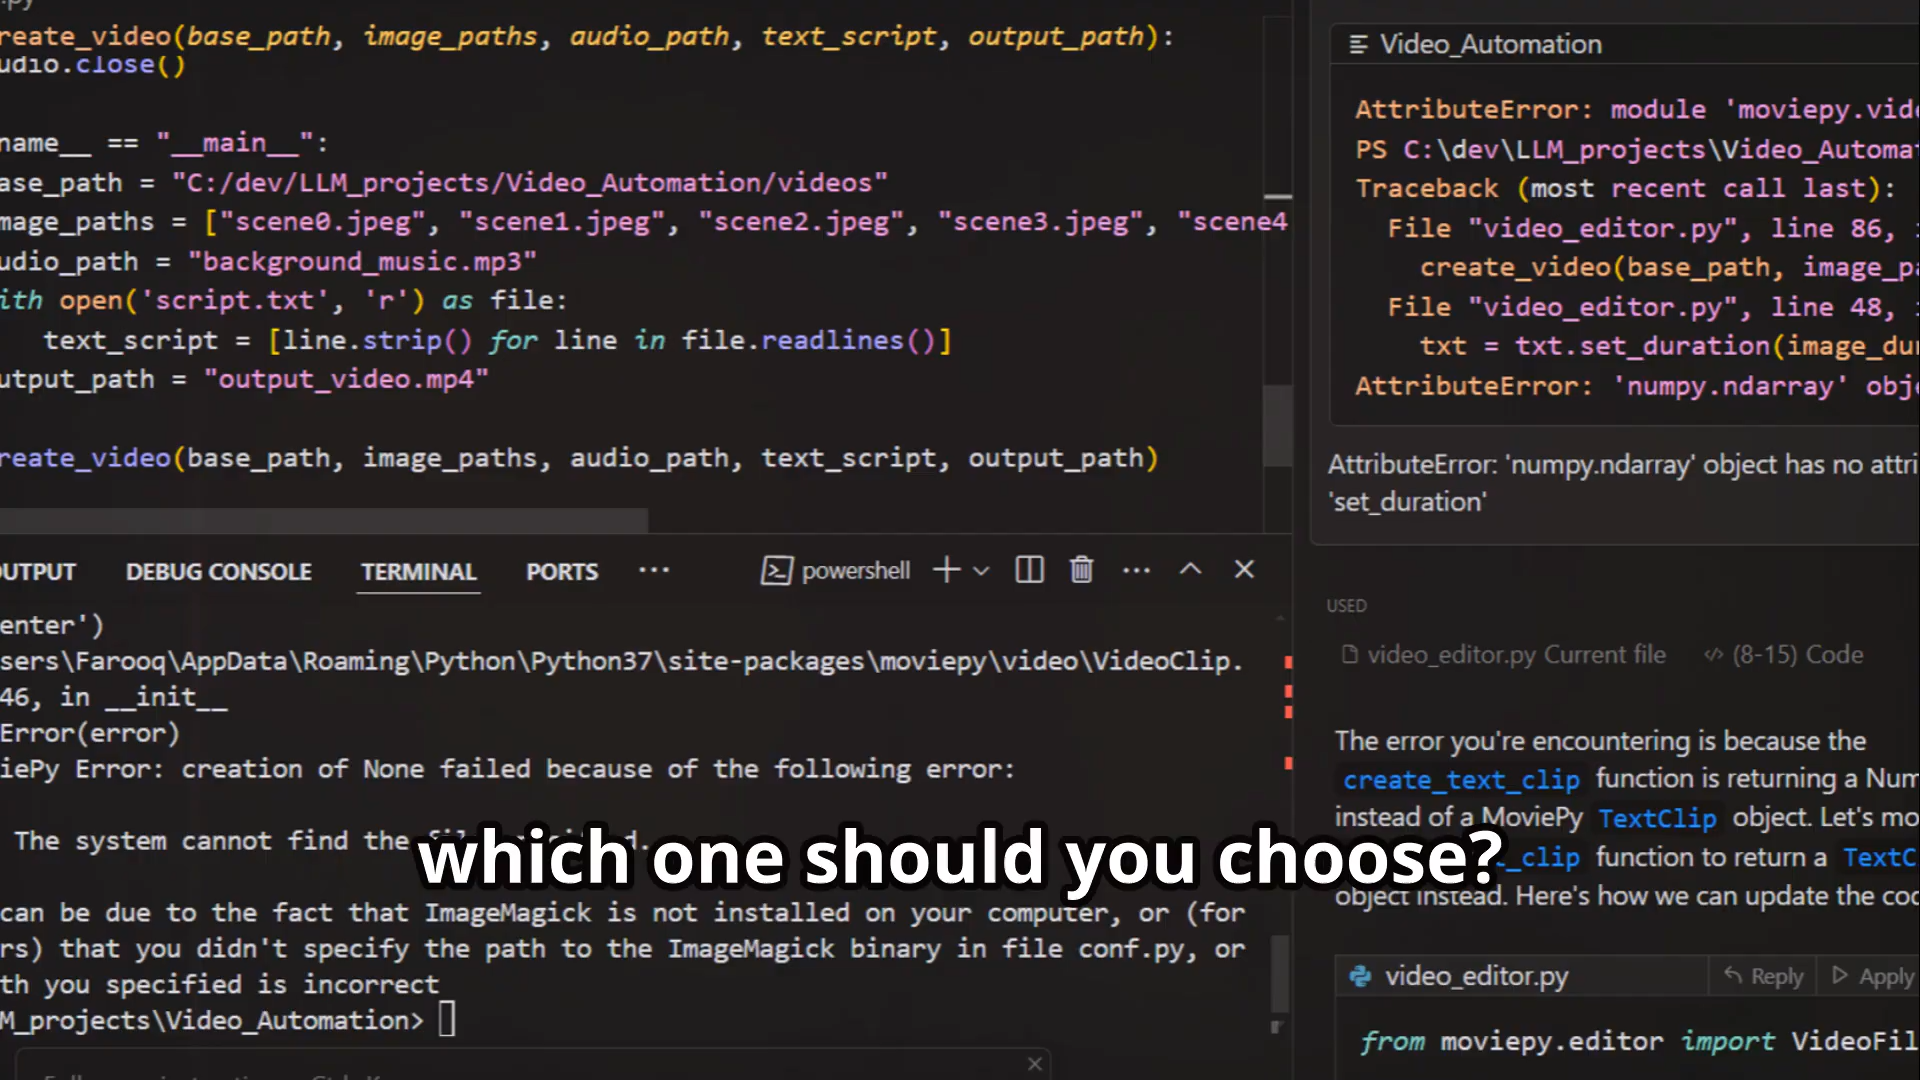 .py
reate_video(base_path, image_paths, audio_path, text_script, output_path):
udio.close()
name__ == "__main__":
ase_path = "C:/dev/LLM_projects/Video_Automation/videos"
mage_paths = ["scene0.jpeg", "scene1.jpeg", "scene2.jpeg", "scene3.jpeg", "scene4
udio_path = "background_music.mp3"
ith open('script.txt', 'r') as file:
text_script = [line.strip() for line in file.readlines()]
utput_path = "output_video.mp4"
reate_video(base_path, image_paths, audio_path, text_script, output_path)
OUTPUT DEBUG CONSOLE TERMINAL PORTS ··· powershell
enter')
sers\Farooq\AppData\Roaming\Python\Python37\site-packages\moviepy\video\VideoClip.
46, in __init__
Error(error)
iePy Error: creation of None failed because of the following error:
The system cannot find the
which one should you choose?
can be due to the fact that ImageMagick is not installed on your computer, or (for
rs) that you didn't specify the path to the ImageMagick binary in file conf.py, or
th you specified is incorrect
M_projects\Video_Automation>
Video_Automation
AttributeError: module 'moviepy.vide
PS C:\dev\LLM_projects\Video_Automat
Traceback (most recent call last):
File "video_editor.py", line 86,
create_video(base_path, image_pa
File "video_editor.py", line 48,
txt = txt.set_duration(image_du
AttributeError: 'numpy.ndarray' obje
AttributeError: 'numpy.ndarray' object has no attri
'set_duration'
USED
video_editor.py Current file (8-15) Code
The error you're encountering is because the
create_text_clip function is returning a Num
instead of a MoviePy TextClip object. Let's mo
_clip function to return a TextC
object instead. Here's how we can update the cod
video_editor.py Reply Apply
from moviepy.editor import VideoFil